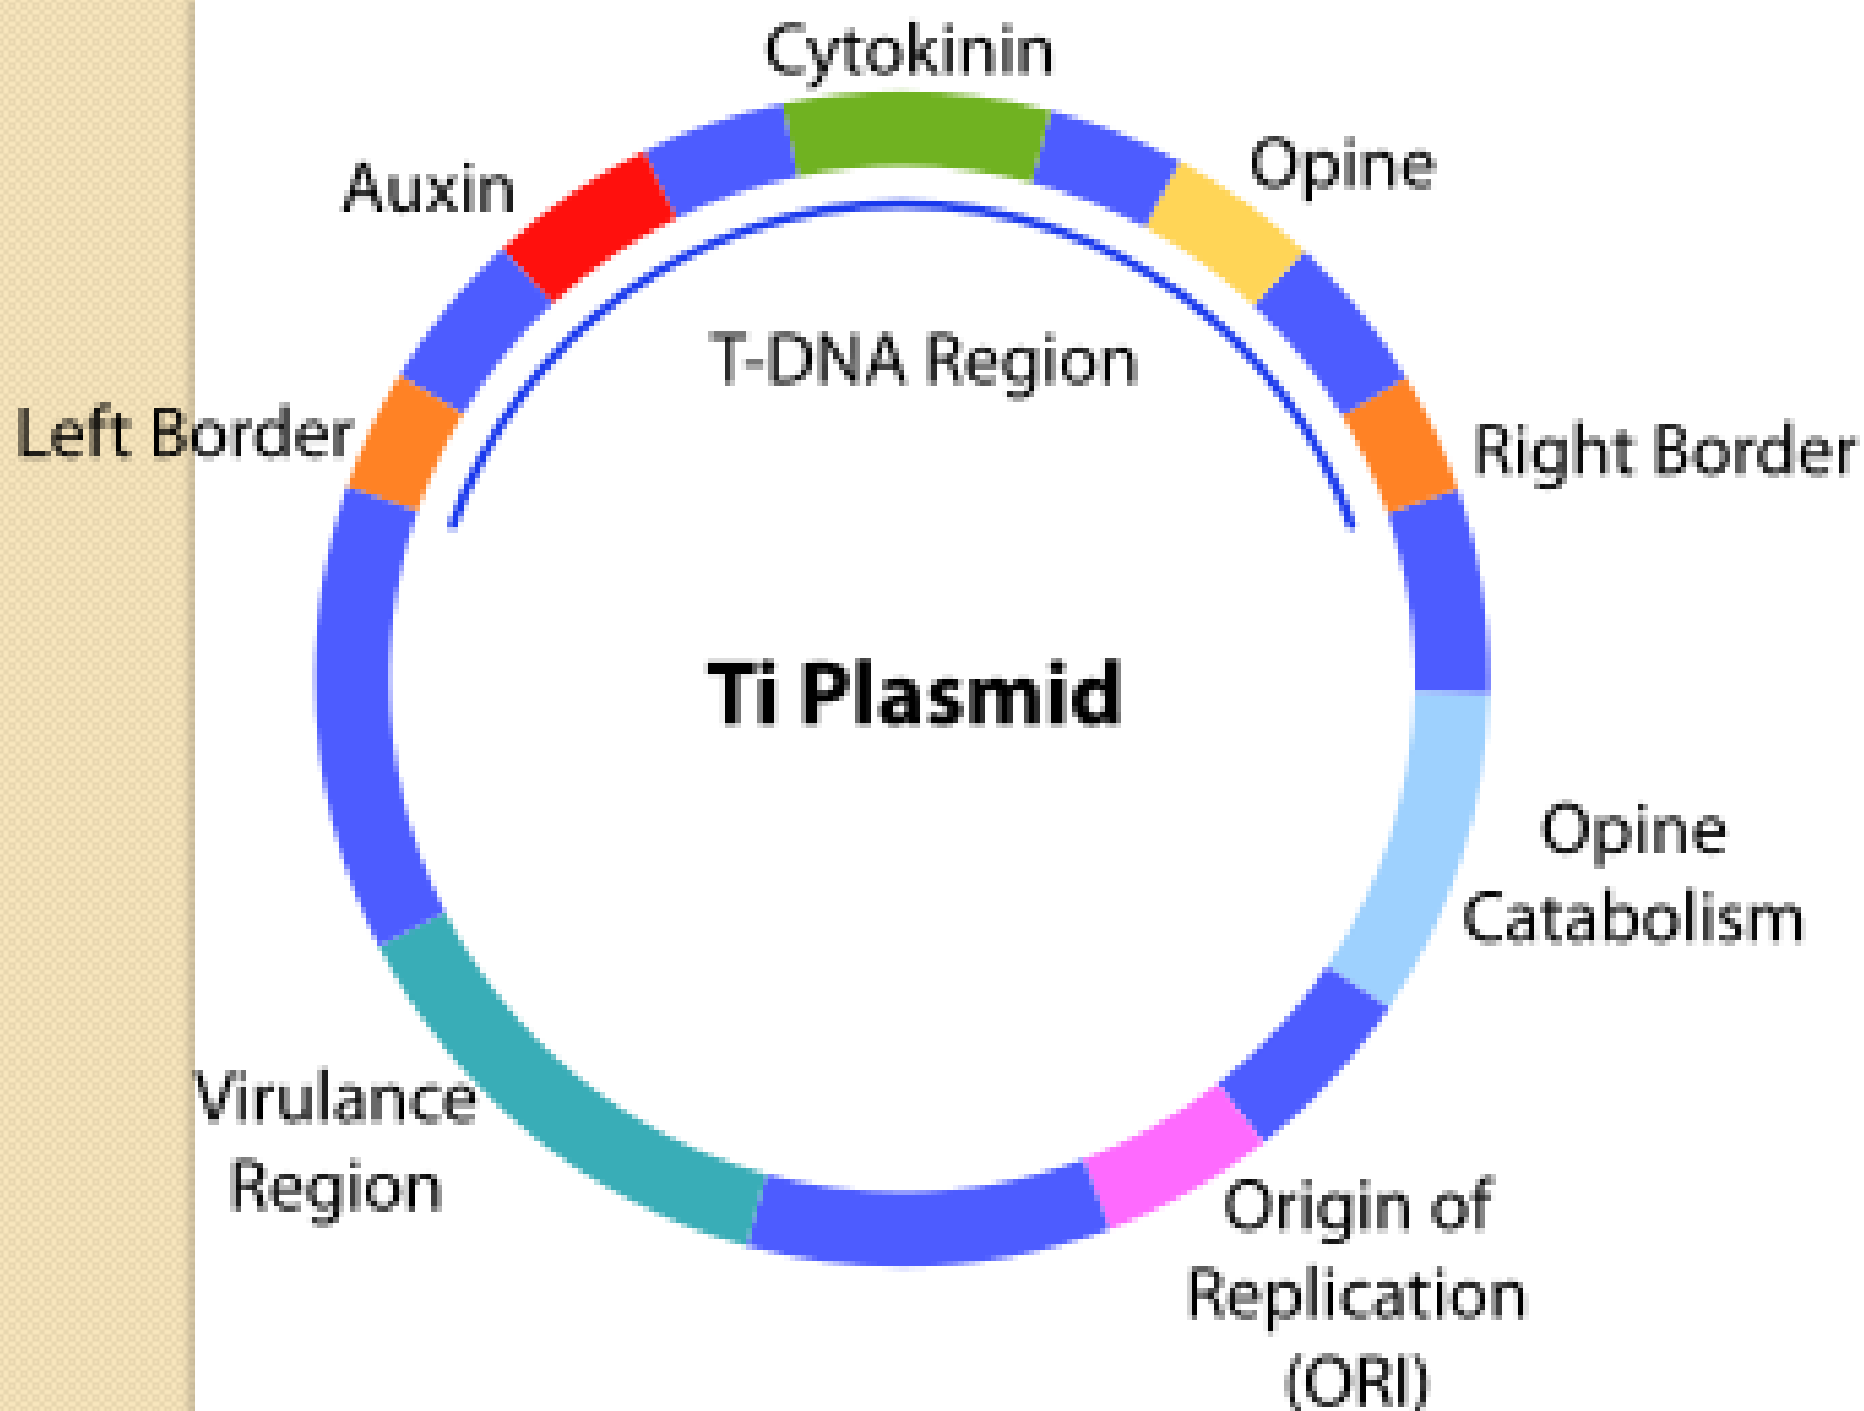 Cytokinin
Auxin
Opine
T-DNA Region
Left Border
Right Border
Ti Plasmid
Opine
Catabolism
Virulance
Region
Origin of
Replication
(ORI)